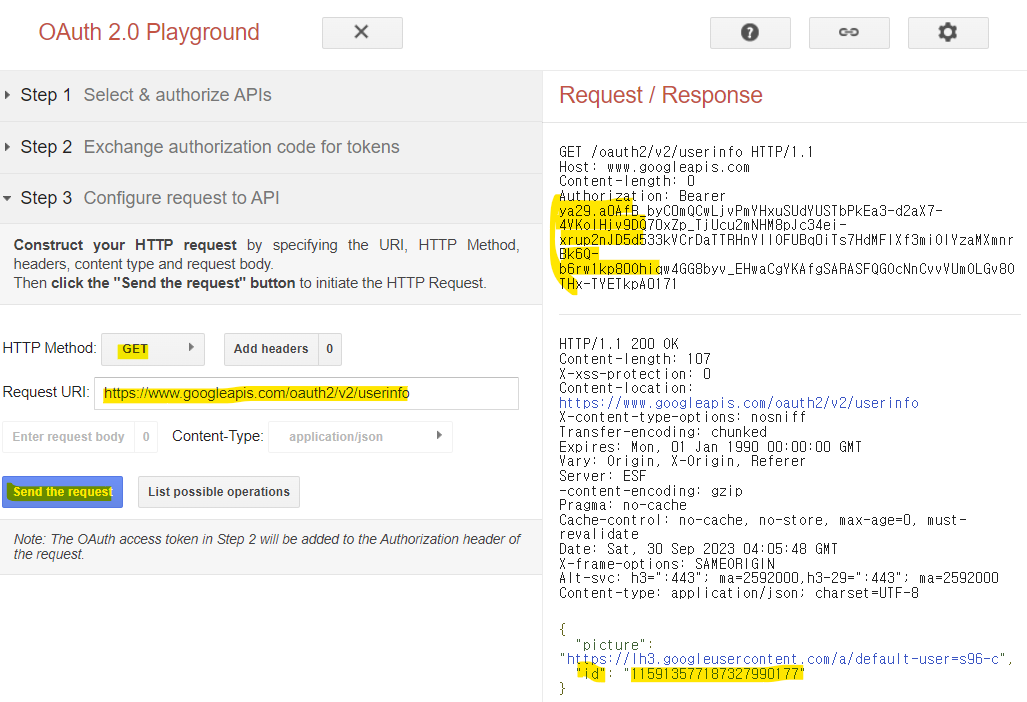 OAuth 2.0 Playground
Step 1 Select & authorize APIs
Step 2 Exchange authorization code for tokens
Step 3 Configure request to API
Construct your HTTP request by specifying the URI, HTTP Method,
headers, content type and request body.
Then click the "Send the request" button to initiate the HTTP Request.
HTTP Method: GET Add headers 0
Request URI: https://www.googleapis.com/oauth2/v2/userinfo
Enter request body 0 Content-Type: application/json
Send the request List possible operations
Note: The OAuth access token in Step 2 will be added to the Authorization header of
the request.
Request / Response
GET /oauth2/v2/userinfo HTTP/1.1
Host: www.googleapis.com
Content-length: 0
Authorization: Bearer
HTTP/1.1 200 OK
Content-length: 107
X-xss-protection: 0
Content-location:
https://www.googleapis.com/oauth2/v2/userinfo
X-content-type-options: nosniff
Transfer-encoding: chunked
Expires: Mon, 01 Jan 1990 00:00:00 GMT
Vary: Origin, X-Origin, Referer
Server: ESF
-content-encoding: gzip
Pragma: no-cache
Cache-control: no-cache, no-store, max-age=0, must-
revalidate
Date: Sat, 30 Sep 2023 04:05:48 GMT
X-frame-options: SAMEORIGIN
Alt-svc: h3=":443"; ma=2592000,h3-29=":443"; ma=2592000
Content-type: application/json; charset=UTF-8
{
"picture":
"https://lh3.googleusercontent.com/a/default-user=s96-c",
"id": "115913577187327990177"
}